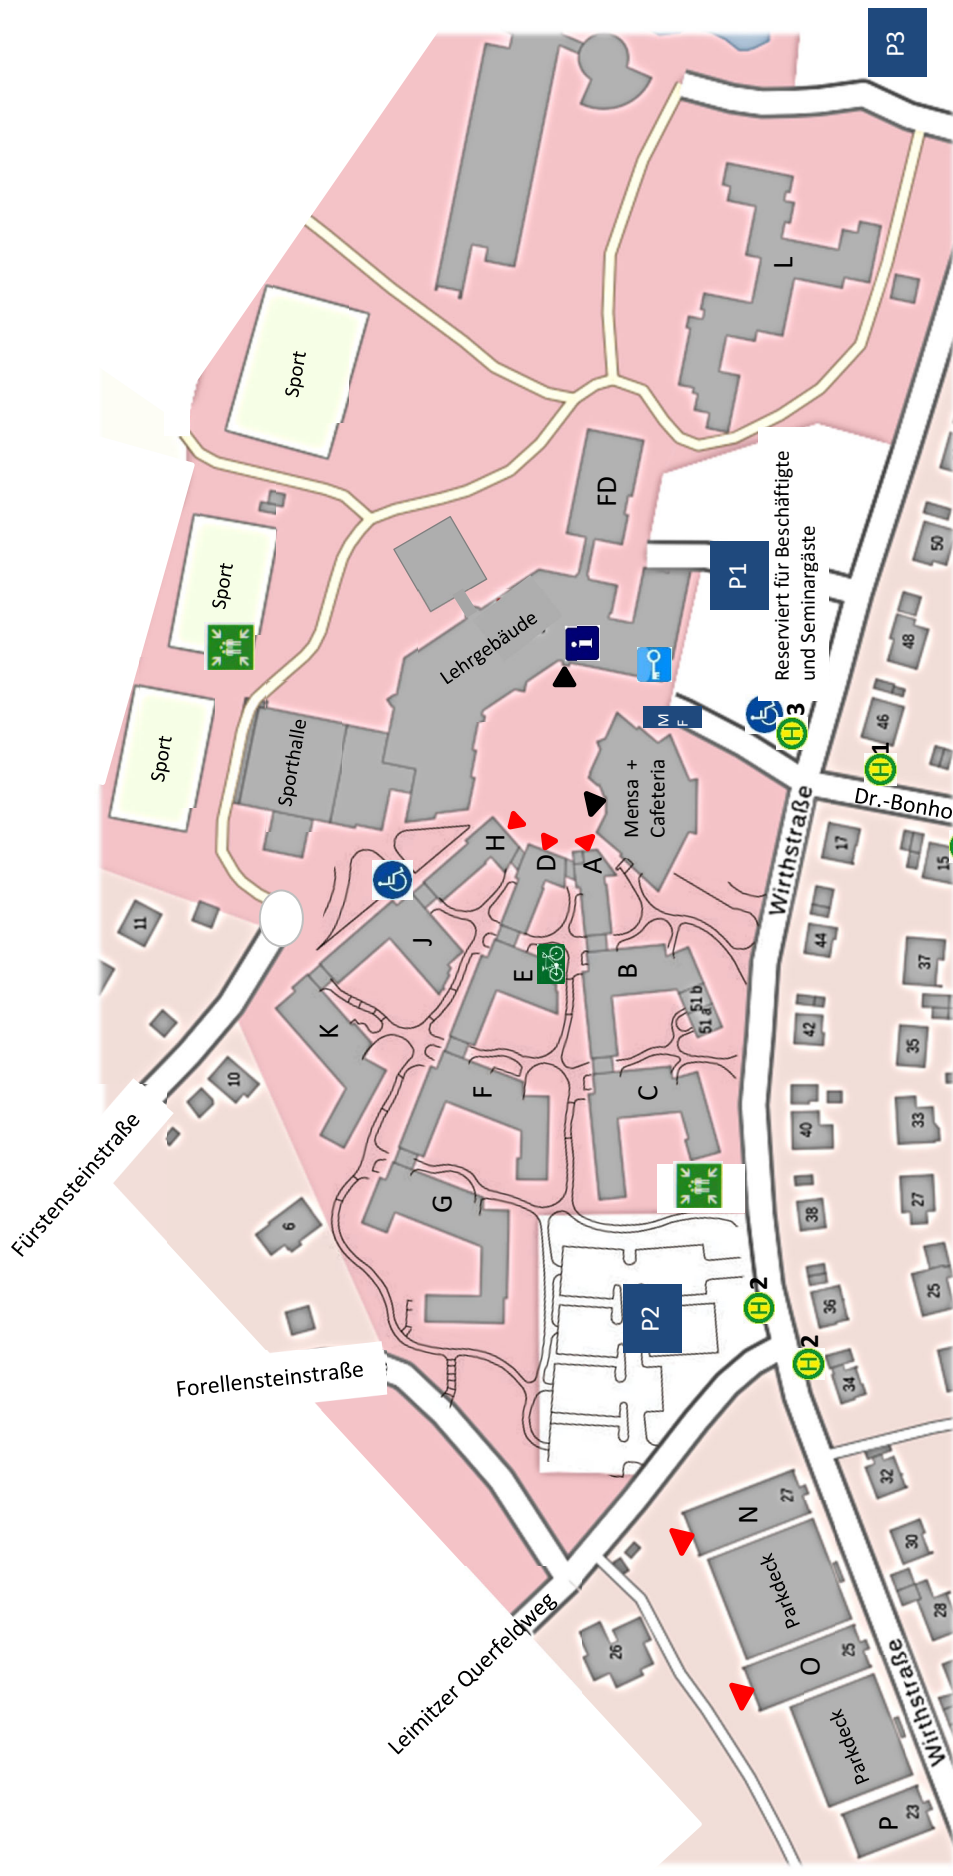 P3
Sport
L
Sport
FD
P1
Reserviert für Beschäftigte
und Seminargäste
50
Lehrgebäude
i
48
Sport
Sporthalle
M
F
H
3
46
H
1
Mensa +
Cafeteria
Dr.-Bonho
Wirthstraße
17
15
H
D
A
11
J
E
B
44
37
K
51 b
51 a
42
35
10
F
C
40
33
Fürstensteinstraße
6
G
38
27
P2
H
2
36
25
Forellensteinstraße
H
2
34
32
N
27
30
Parkdeck
28
Leimitzer Querfeldweg
26
O
25
Parkdeck
Wirthstraße
P
23